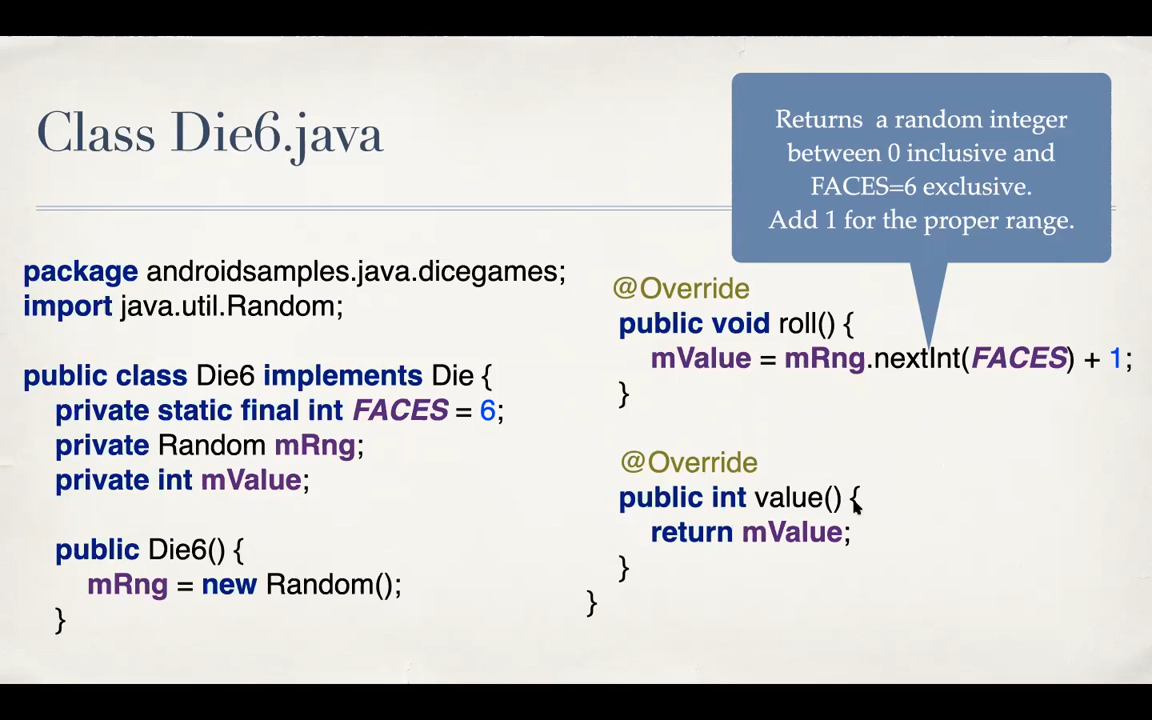 Class Die6.java
Returns a random integer
between 0 inclusive and
FACES=6 exclusive.
Add 1 for the proper range.
package androidsamples.java.dicegames;
import java.util.Random;
public class Die6 implements Die {
private static final int FACES = 6;
private Random mRng;
private int mValue;
public Die6() {
mRng = new Random();
}
@Override
public void roll() {
mValue = mRng.nextInt(FACES) + 1;
}
@Override
public int value() {
return mValue;
}
}